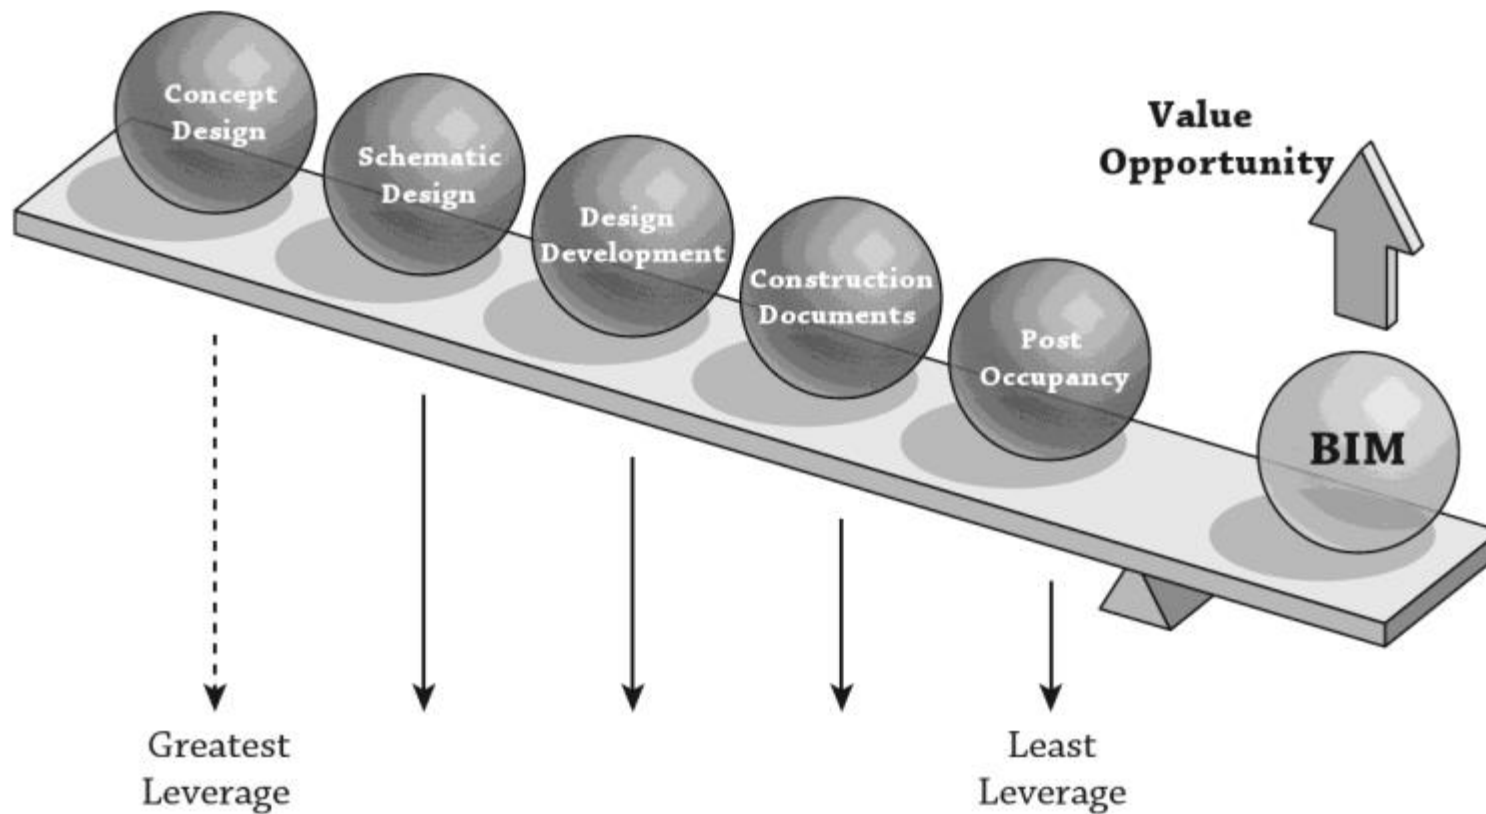 Concept
Design
Schematic
Design
Design
Development
Construction
Documents
Post
Occupancy
Value
Opportunity
BIM
Greatest
Leverage
Least
Leverage